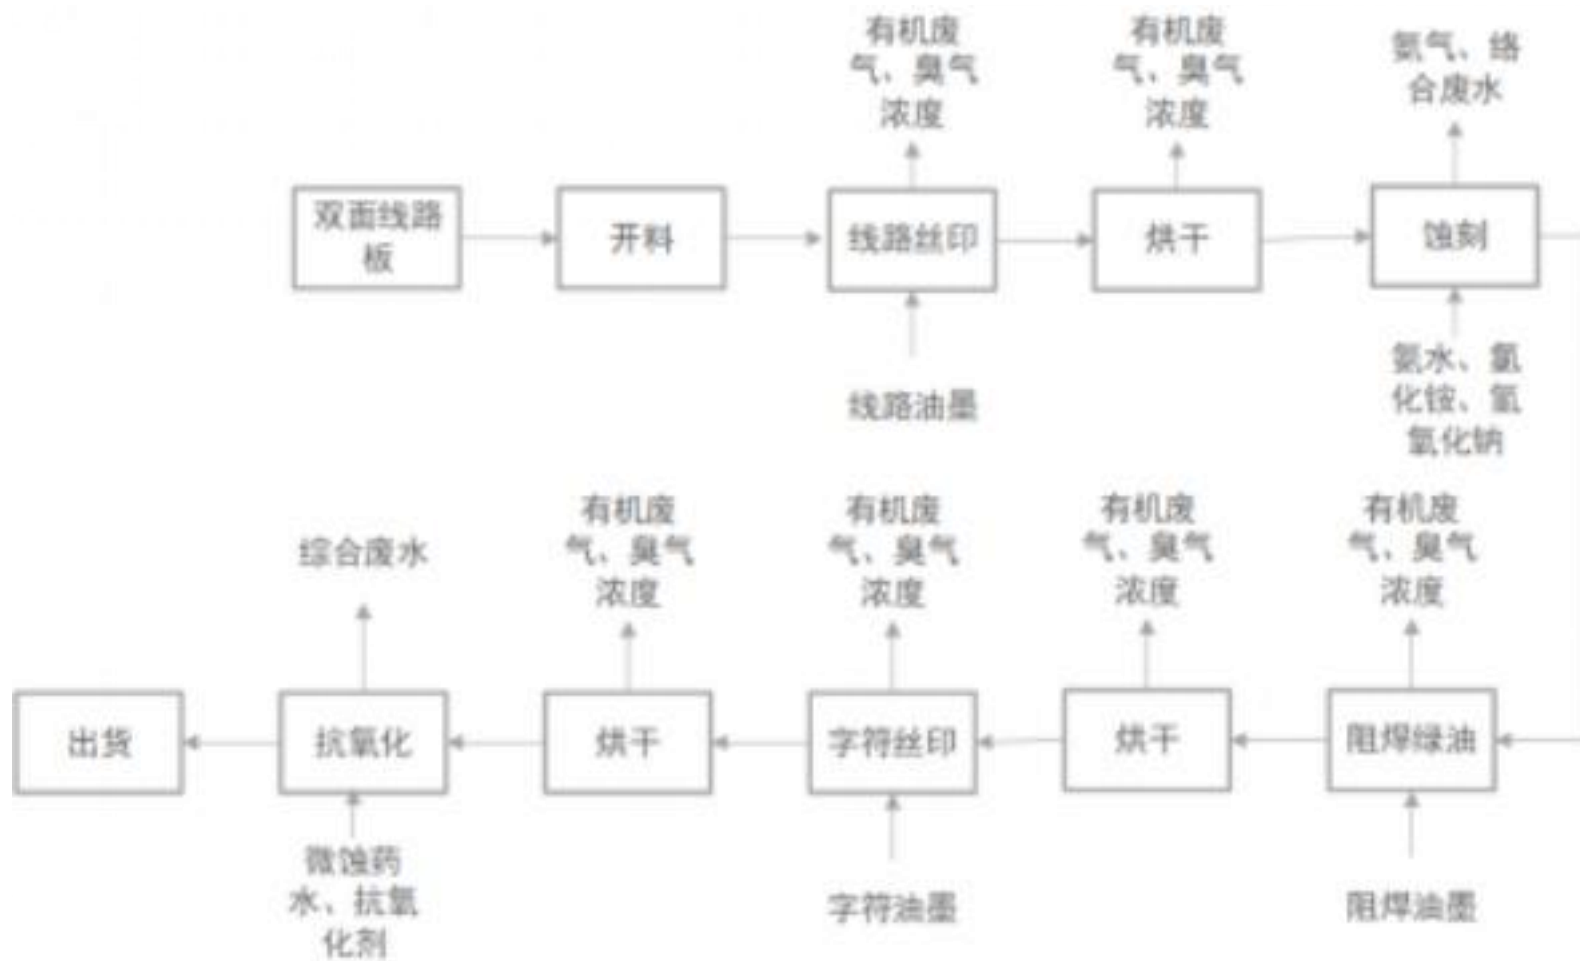 有机废
气、臭气
浓度
有机废
气、臭气
浓度
氨气、络
合废水
双面线路
板
开料
线路丝印
烘干
蚀刻
线路油墨
氨水、氯
化铵、氢
氧化钠
综合废水
有机废
气、臭气
浓度
有机废
气、臭气
浓度
有机废
气、臭气
浓度
有机废
气、臭气
浓度
出货
抗氧化
烘干
字符丝印
烘干
阻焊绿油
微蚀药
水、抗氧
化剂
字符油墨
阻焊油墨